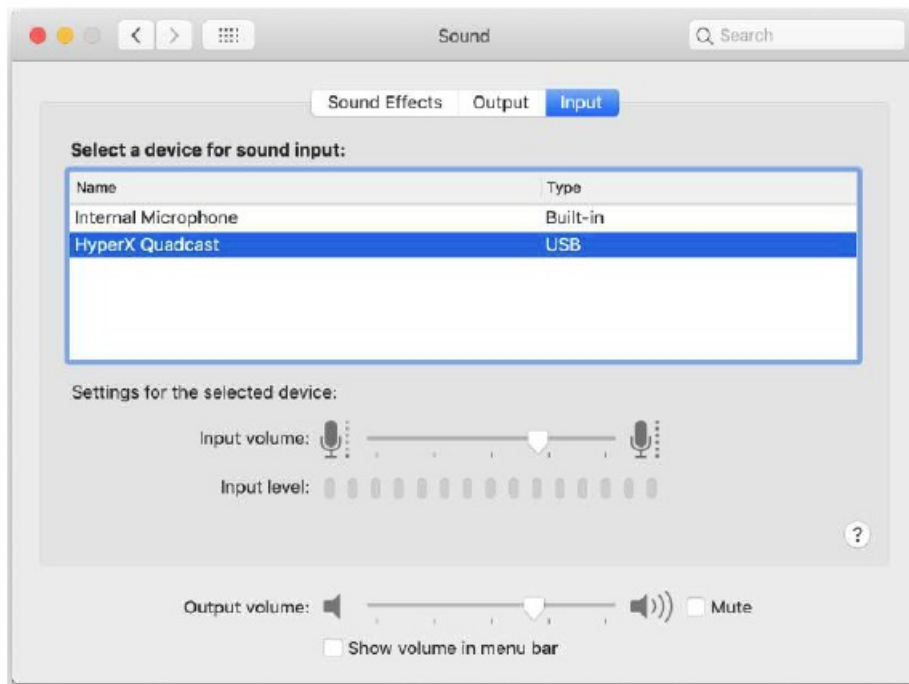 Sound
Search
Sound Effects Output Input
Select a device for sound input:
Name Type
Internal Microphone Built-in
HyperX Quadcast USB
Settings for the selected device:
Input volume:
Input level:
?
Output volume: Mute
Show volume in menu bar